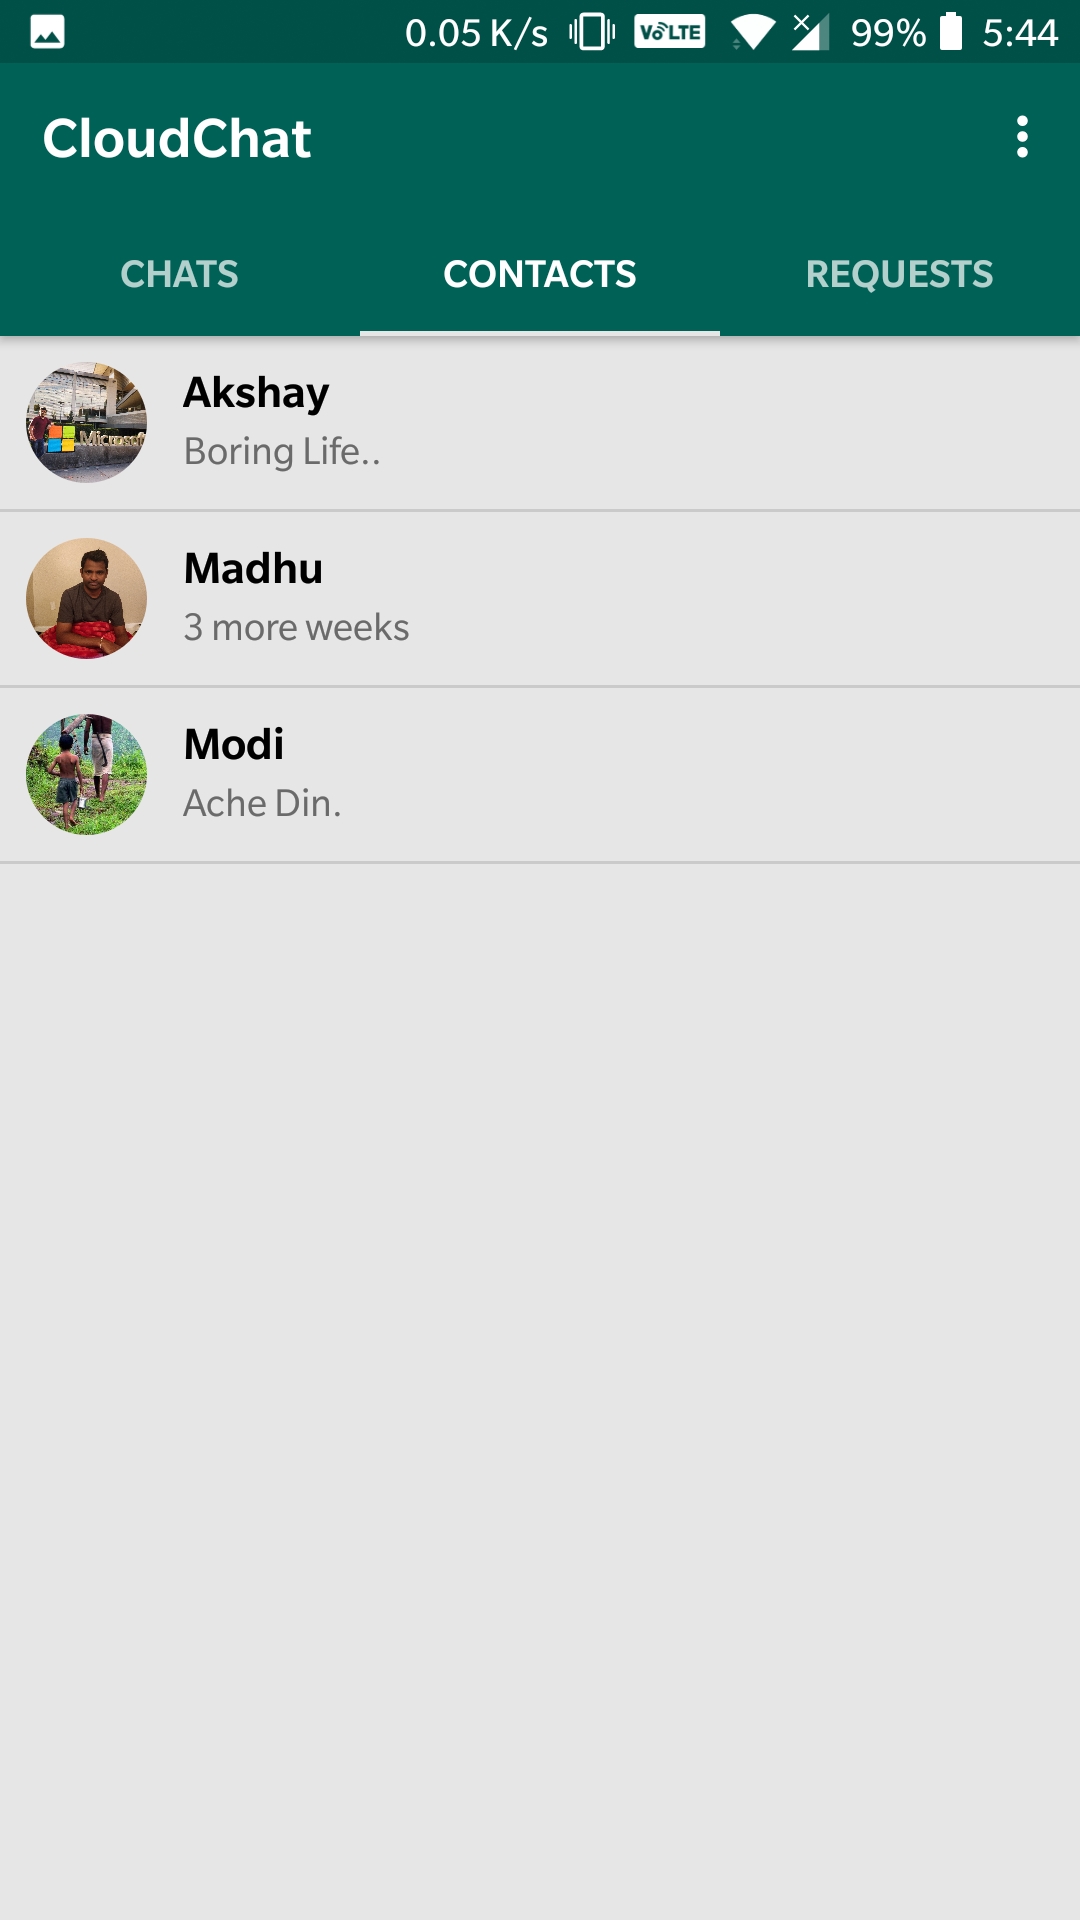 0.05 K/s VoLTE 99% 5:44
CloudChat
CHATS CONTACTS REQUESTS
Akshay
Boring Life..
Microsoft
Madhu
3 more weeks
Modi
Ache Din.